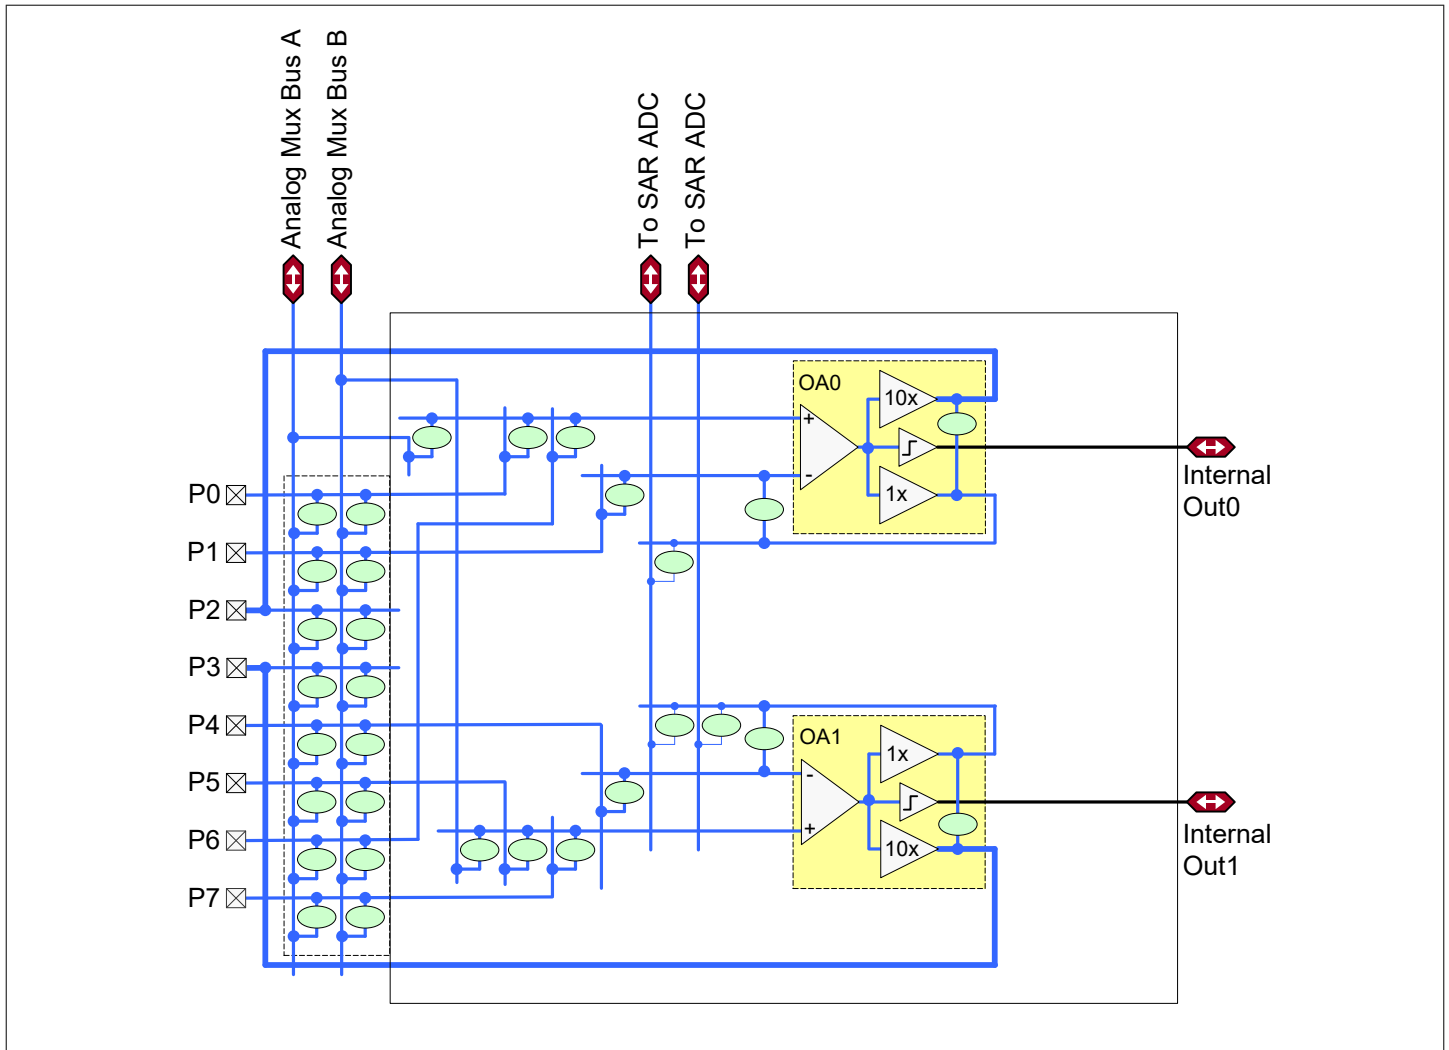 Analog Mux Bus A
Analog Mux Bus B
To SAR ADC
To SAR ADC
OA0
+
-
10x
1x
Internal
Out0
P0
P1
P2
P3
P4
P5
P6
P7
OA1
-
+
1x
10x
Internal
Out1